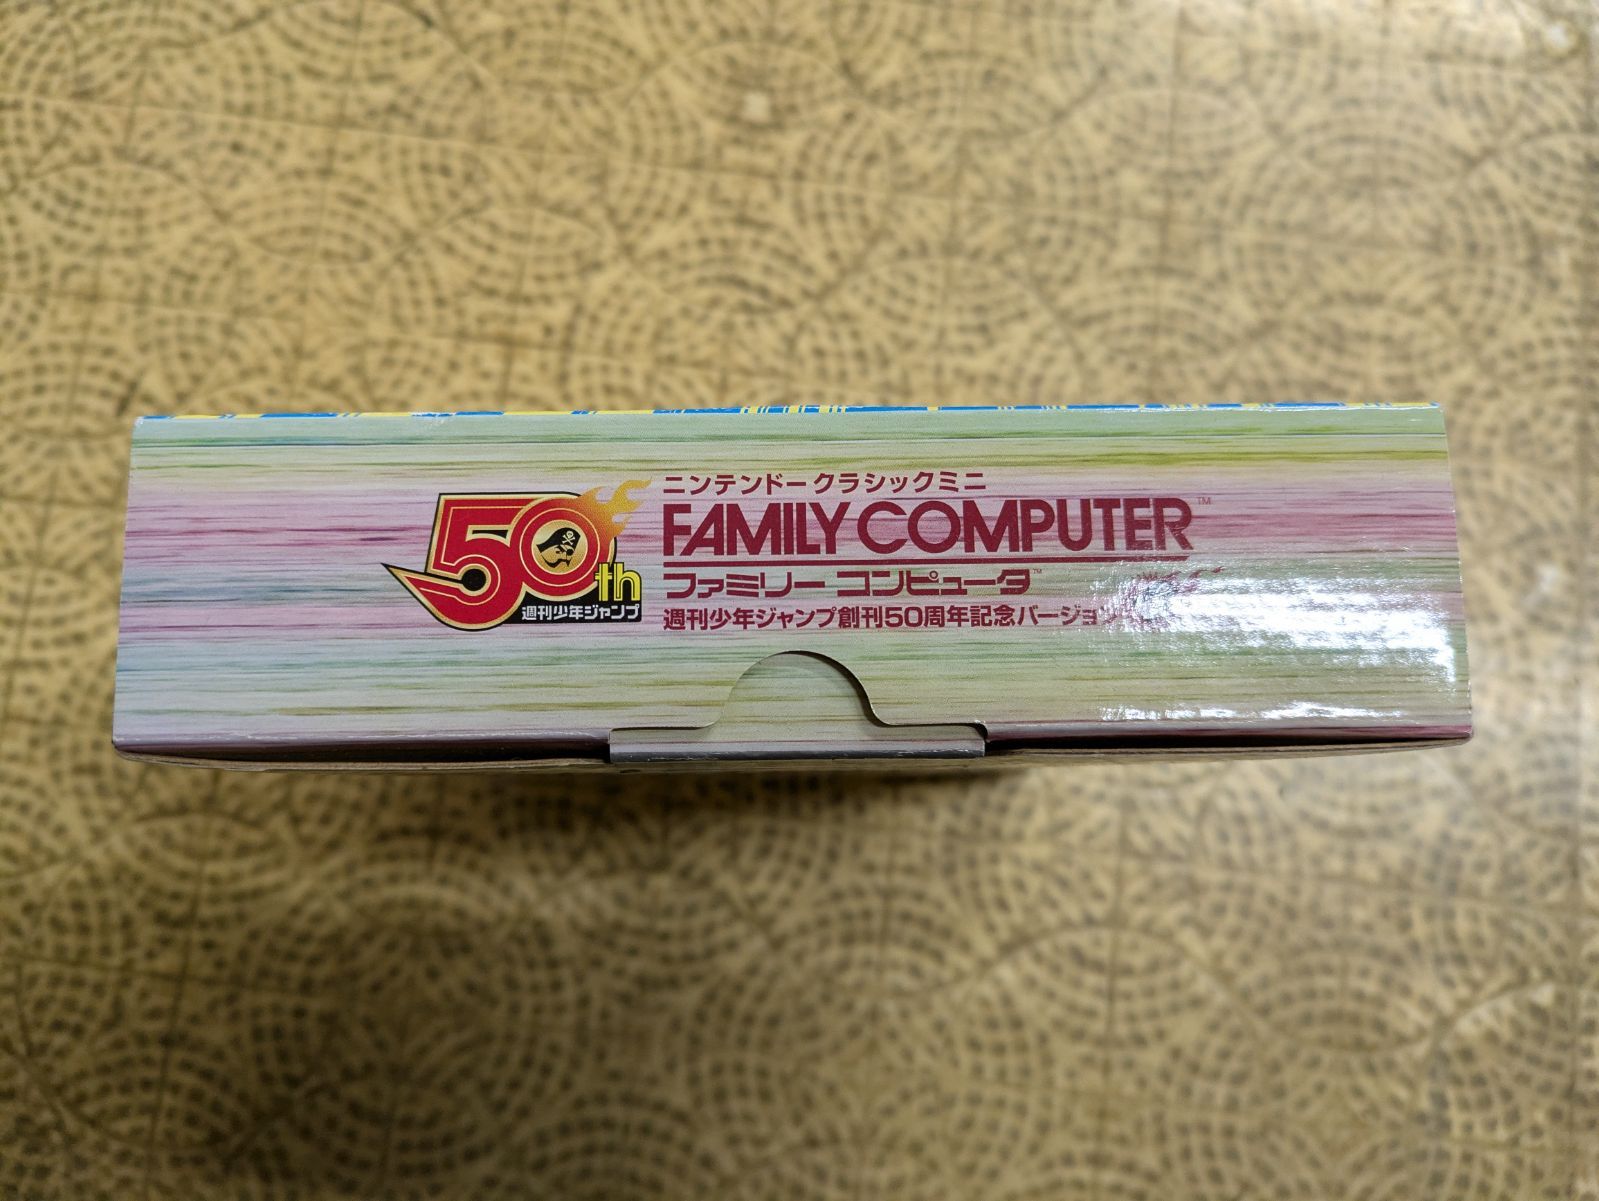 50th
週刊少年ジャンプ
ニンテンドークラシックミニ
FAMILY COMPUTER™
ファミリーコンピュータ™
週刊少年ジャンプ創刊50周年記念バージョン